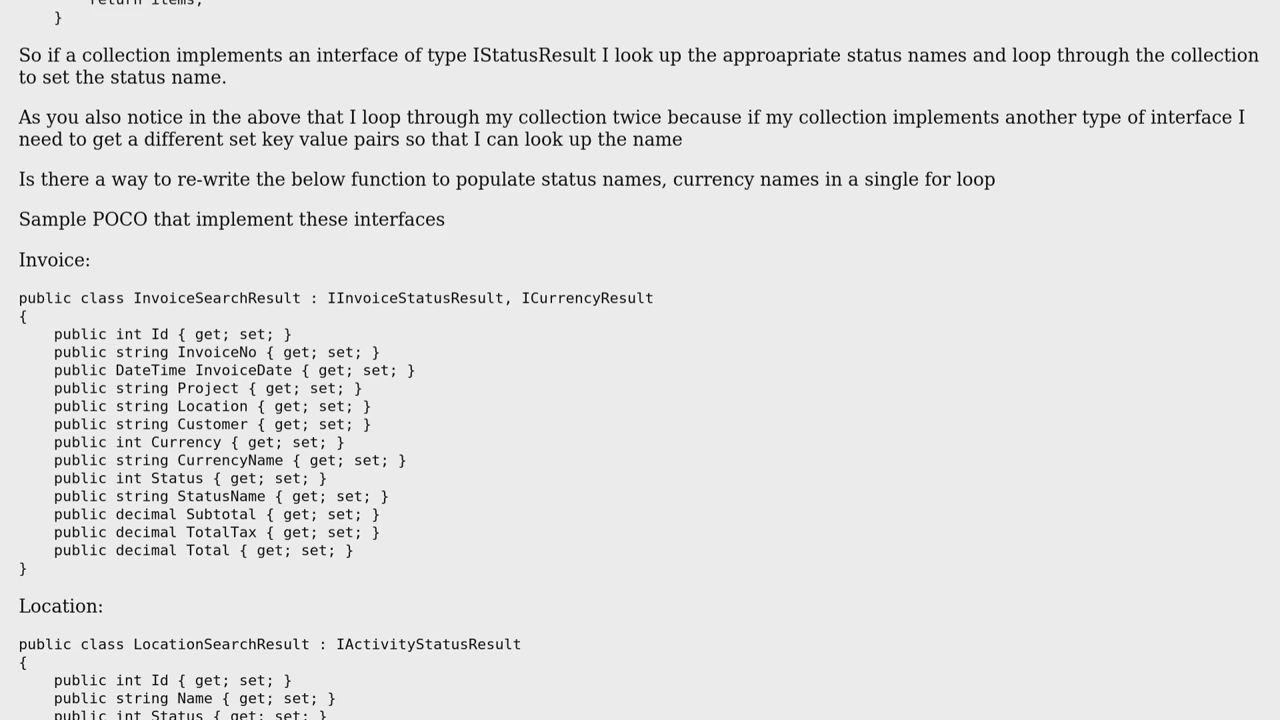 return items;
}
So if a collection implements an interface of type IStatusResult I look up the approapriate status names and loop through the collection
to set the status name.
As you also notice in the above that I loop through my collection twice because if my collection implements another type of interface I
need to get a different set key value pairs so that I can look up the name
Is there a way to re-write the below function to populate status names, currency names in a single for loop
Sample POCO that implement these interfaces
Invoice:
public class InvoiceSearchResult : IInvoiceStatusResult, ICurrencyResult
{
public int Id { get; set; }
public string InvoiceNo { get; set; }
public DateTime InvoiceDate { get; set; }
public string Project { get; set; }
public string Location { get; set; }
public string Customer { get; set; }
public int Currency { get; set; }
public string CurrencyName { get; set; }
public int Status { get; set; }
public string StatusName { get; set; }
public decimal Subtotal { get; set; }
public decimal TotalTax { get; set; }
public decimal Total { get; set; }
}
Location:
public class LocationSearchResult : IActivityStatusResult
{
public int Id { get; set; }
public string Name { get; set; }
public int Status { get; set; }